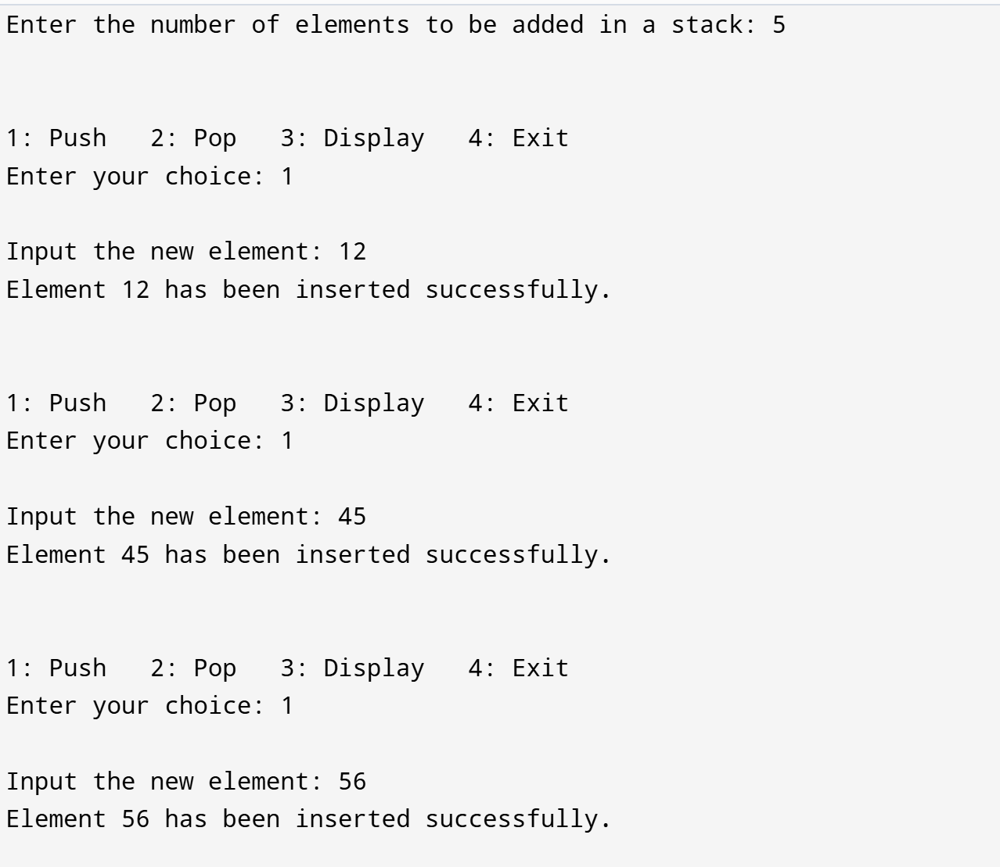 Enter the number of elements to be added in a stack: 5
1: Push   2: Pop   3: Display   4: Exit
Enter your choice: 1
Input the new element: 12
Element 12 has been inserted successfully.
1: Push   2: Pop   3: Display   4: Exit
Enter your choice: 1
Input the new element: 45
Element 45 has been inserted successfully.
1: Push   2: Pop   3: Display   4: Exit
Enter your choice: 1
Input the new element: 56
Element 56 has been inserted successfully.